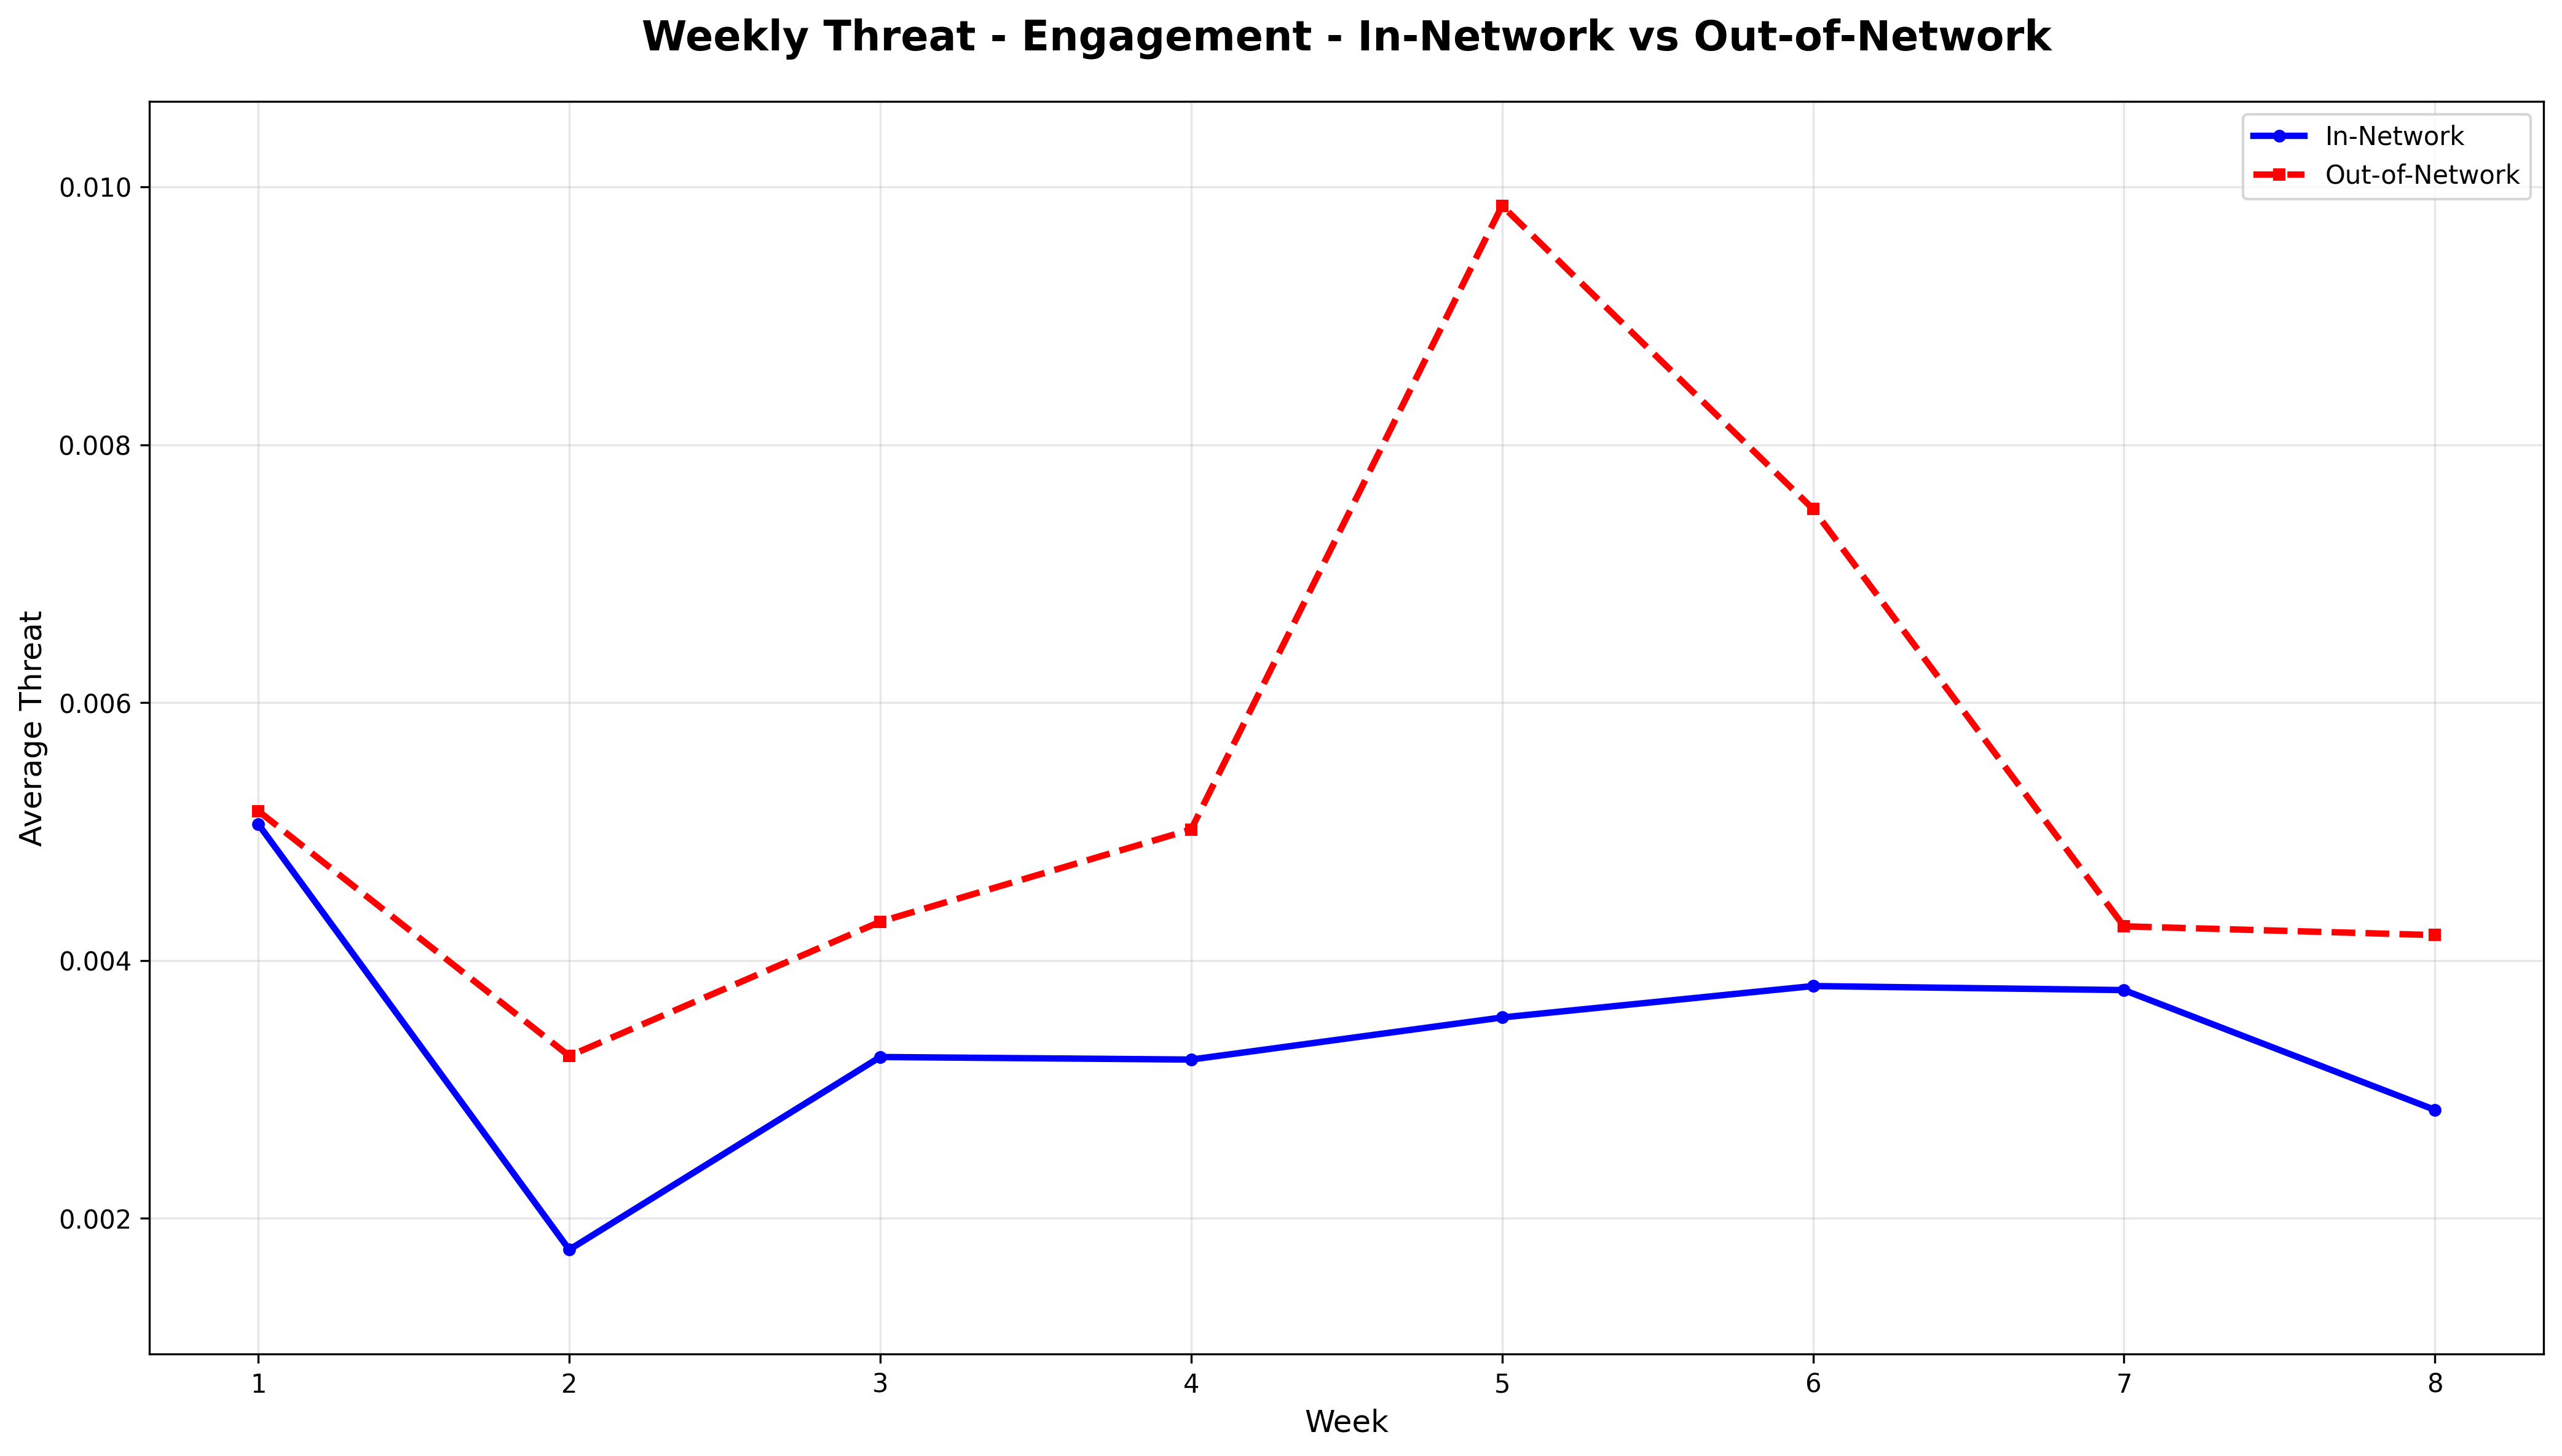 Weekly Threat - Engagement - In-Network vs Out-of-Network
In-Network
Out-of-Network
0.010
0.008
0.006
0.004
0.002
Average Threat
1 2 3 4 5 6 7 8
Week